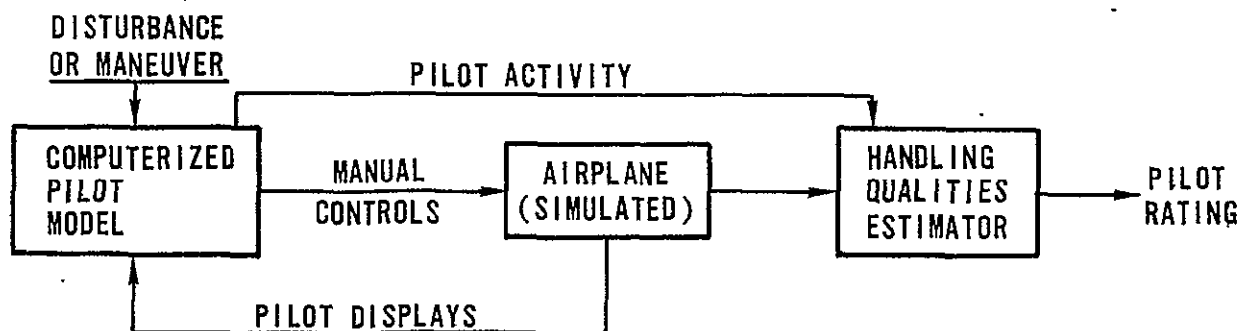 DISTURBANCE
OR MANEUVER
PILOT ACTIVITY
COMPUTERIZED
PILOT
MODEL
MANUAL
CONTROLS
AIRPLANE
(SIMULATED)
HANDLING
QUALITIES
ESTIMATOR
PILOT
RATING
PILOT DISPLAYS